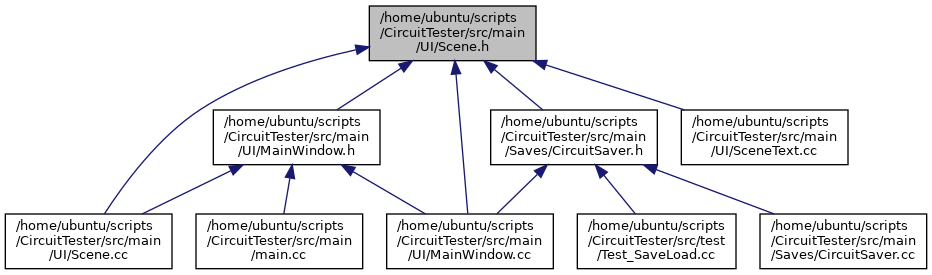 /home/ubuntu/scripts
/CircuitTester/src/main
/UI/Scene.h
/home/ubuntu/scripts
/CircuitTester/src/main
/UI/MainWindow.h
/home/ubuntu/scripts
/CircuitTester/src/main
/Saves/CircuitSaver.h
/home/ubuntu/scripts
/CircuitTester/src/main
/UI/SceneText.cc
/home/ubuntu/scripts
/CircuitTester/src/main
/UI/Scene.cc
/home/ubuntu/scripts
/CircuitTester/src/main
/main.cc
/home/ubuntu/scripts
/CircuitTester/src/main
/UI/MainWindow.cc
/home/ubuntu/scripts
/CircuitTester/src/test
/Test_SaveLoad.cc
/home/ubuntu/scripts
/CircuitTester/src/main
/Saves/CircuitSaver.cc